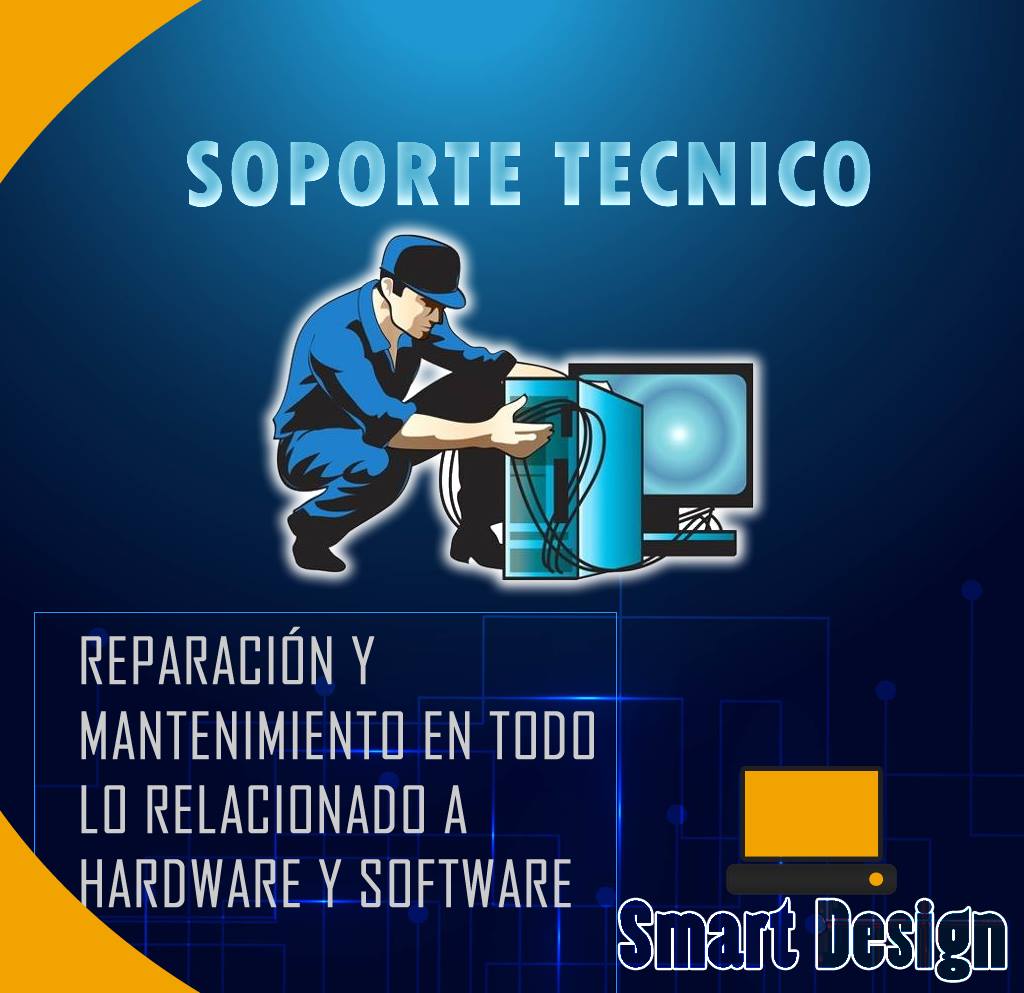 SOPORTE TECNICO
REPARACIÓN Y
MANTENIMIENTO EN TODO
LO RELACIONADO A
HARDWARE Y SOFTWARE
Smart Design